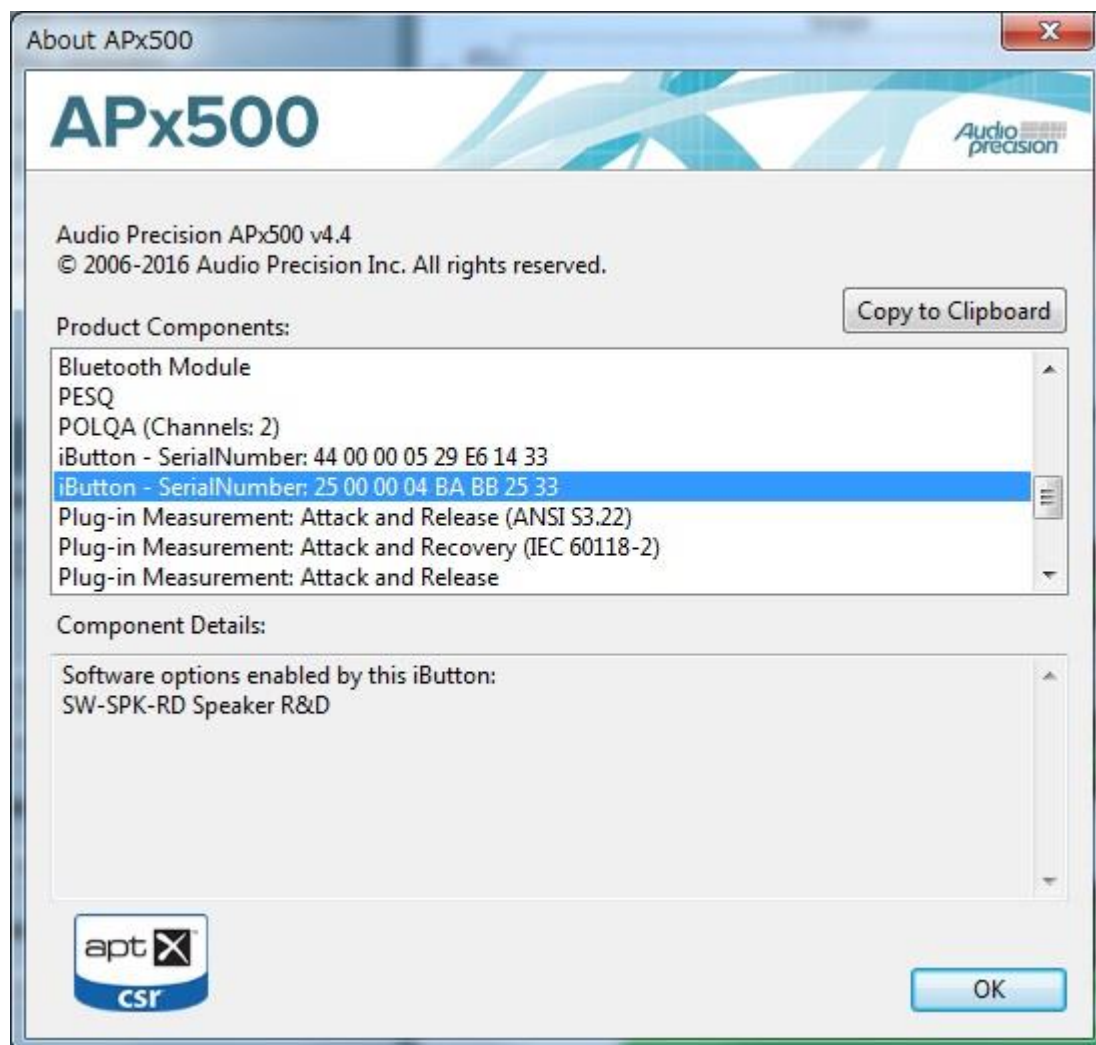 About APx500
APx500
Audio precision
Audio Precision APx500 v4.4
© 2006-2016 Audio Precision Inc. All rights reserved.
Copy to Clipboard
Product Components:
Bluetooth Module
PESQ
POLQA (Channels: 2)
iButton - SerialNumber: 44 00 00 05 29 E6 14 33
iButton - SerialNumber: 25 00 00 04 BA BB 25 33
Plug-in Measurement: Attack and Release (ANSI S3.22)
Plug-in Measurement: Attack and Recovery (IEC 60118-2)
Plug-in Measurement: Attack and Release
Component Details:
Software options enabled by this iButton:
SW-SPK-RD Speaker R&D
aptX
csr
OK